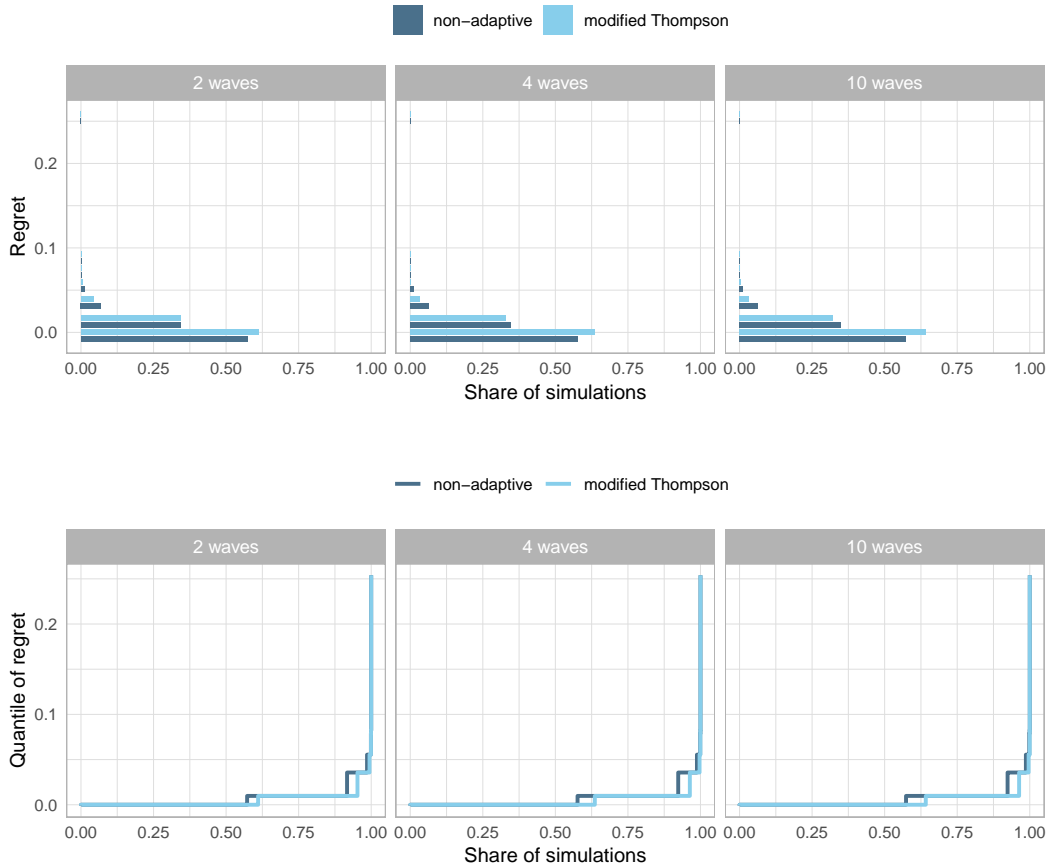 non−adaptive modified Thompson
2 waves 4 waves 10 waves
Regret
0.2
0.1
0.0
0.00 0.25 0.50 0.75 1.00 0.00 0.25 0.50 0.75 1.00 0.00 0.25 0.50 0.75 1.00
Share of simulations
non−adaptive modified Thompson
2 waves 4 waves 10 waves
Quantile of regret
0.2
0.1
0.0
0.00 0.25 0.50 0.75 1.00 0.00 0.25 0.50 0.75 1.00 0.00 0.25 0.50 0.75 1.00
Share of simulations